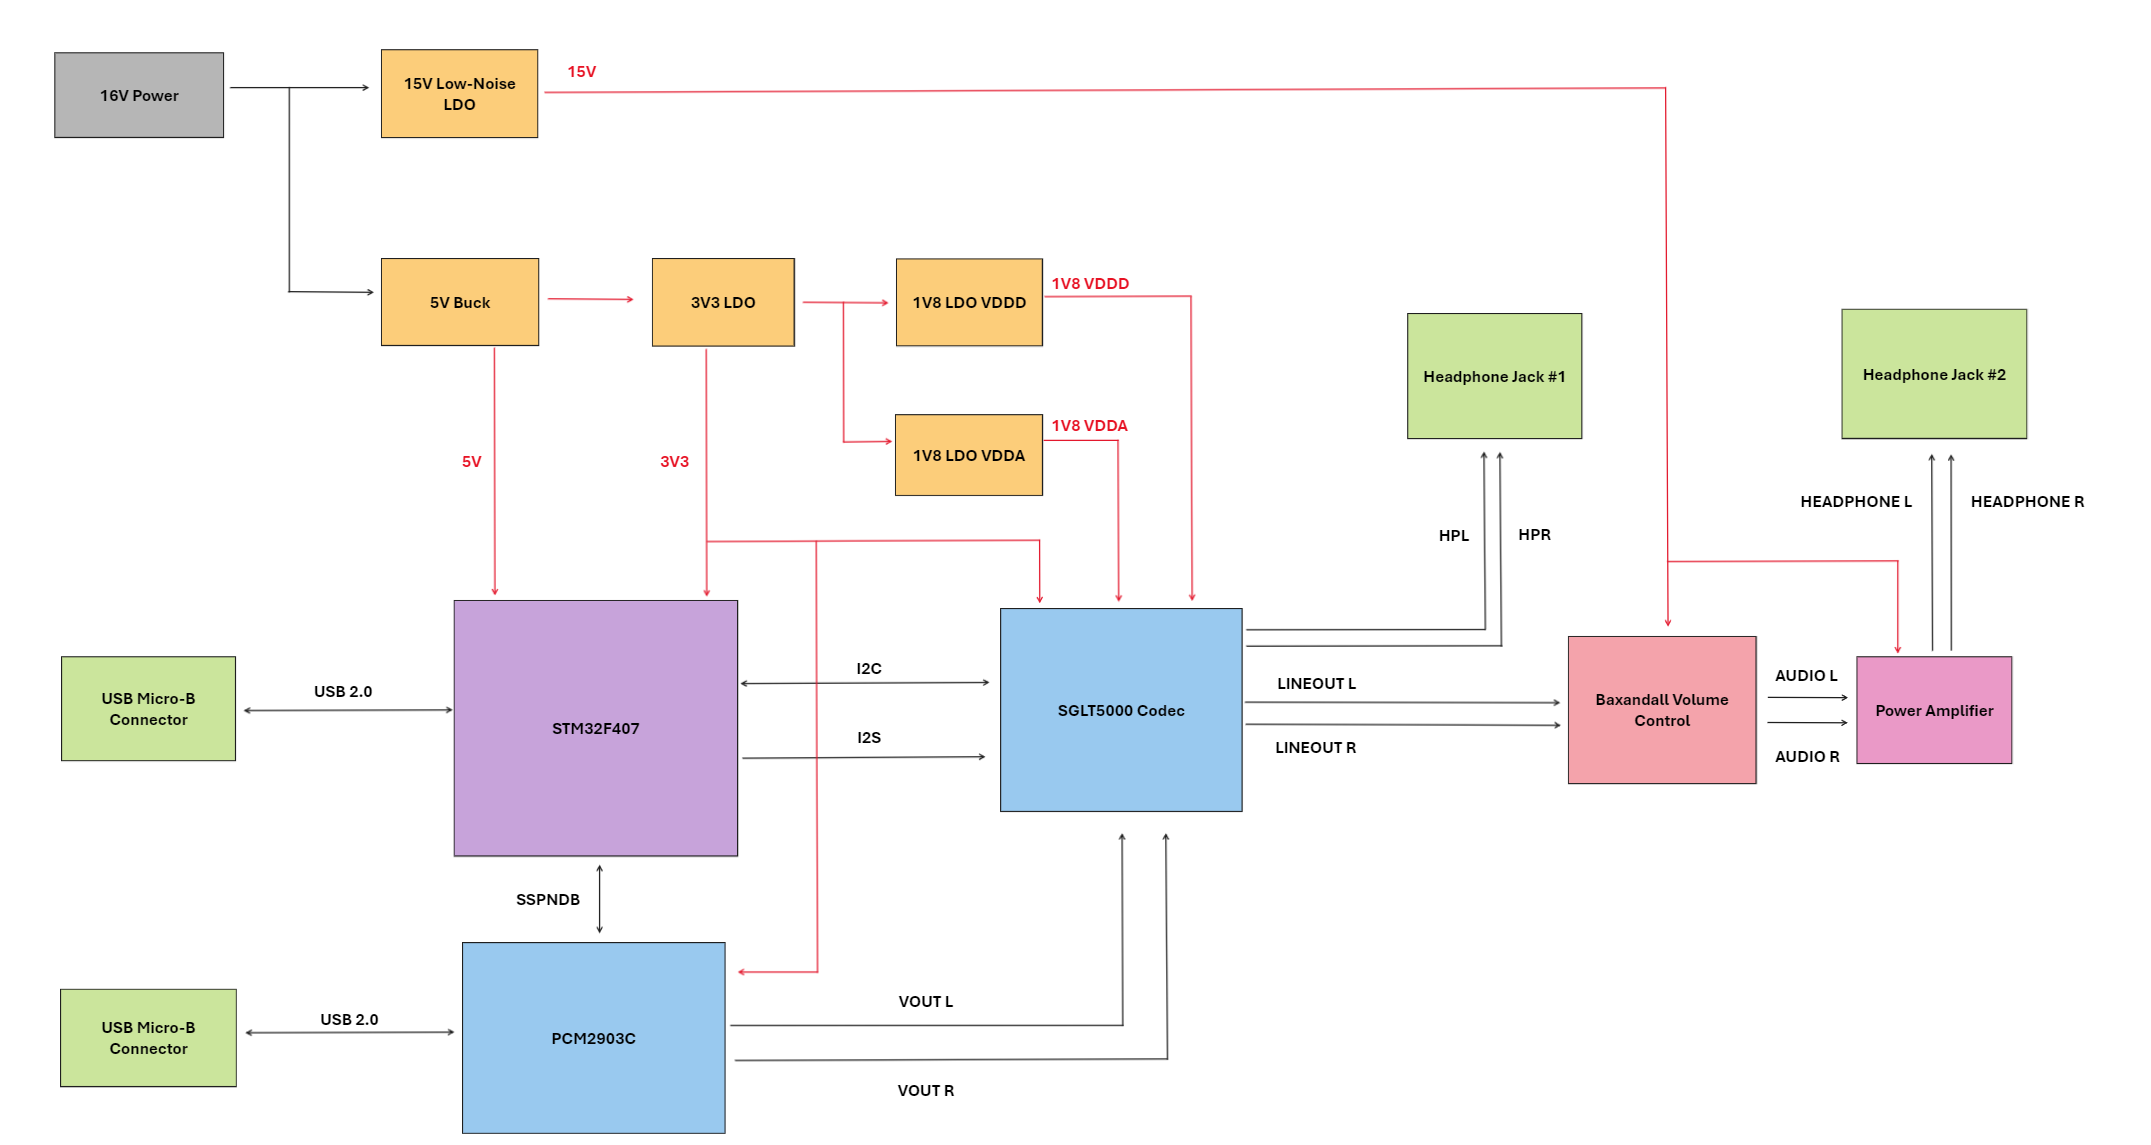 16V Power
15V Low-Noise
LDO
15V
5V Buck
3V3 LDO
1V8 LDO VDDD
1V8 VDDD
1V8 LDO VDDA
1V8 VDDA
Headphone Jack #1
Headphone Jack #2
5V
3V3
HPL
HPR
HEADPHONE L
HEADPHONE R
USB Micro-B
Connector
USB 2.0
STM32F407
I2C
I2S
SGLT5000 Codec
LINEOUT L
LINEOUT R
Baxandall Volume
Control
AUDIO L
AUDIO R
Power Amplifier
SSPNDB
USB Micro-B
Connector
USB 2.0
PCM2903C
VOUT L
VOUT R